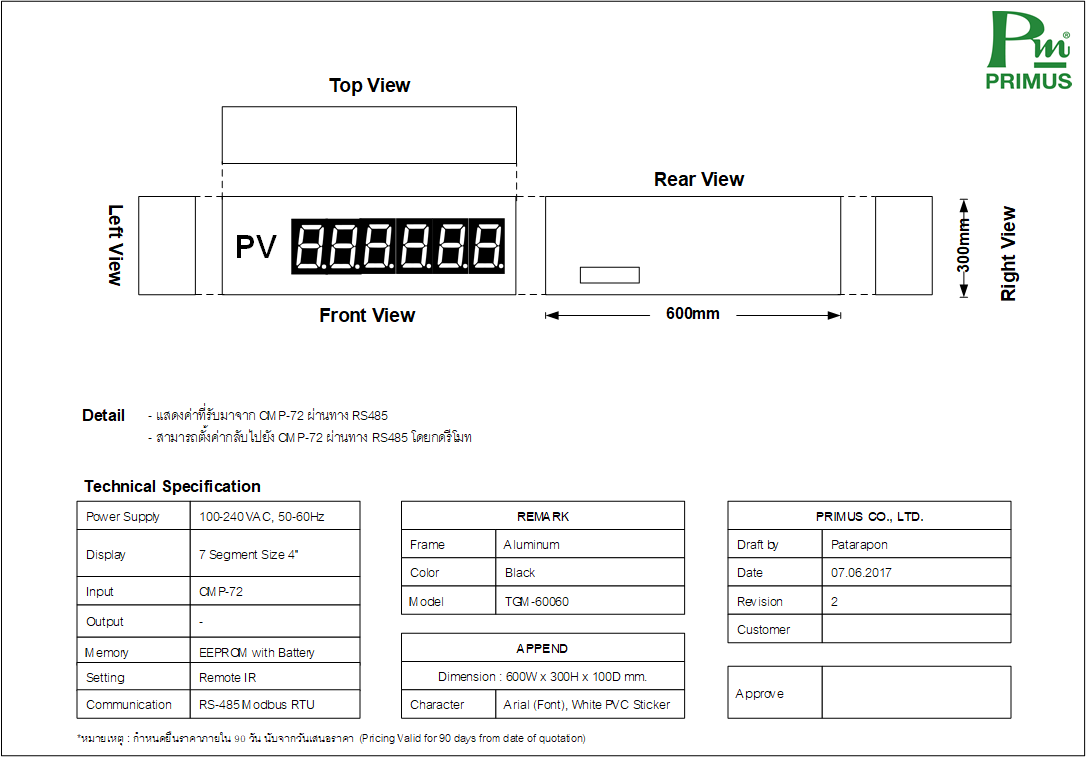 Pm®
PRIMUS
Top View
Rear View
Left View
PV 8.8.8.8.8.8.
300mm
Right View
Front View
600mm
Detail
- แสดงค่าที่รับมาจาก CMP-72 ผ่านทาง RS485
- สามารถตั้งค่ากลับไปยัง CMP-72 ผ่านทาง RS485 โดยกดรีโมท
Technical Specification
Power Supply 100-240VAC, 50-60Hz
Display 7 Segment Size 4"
Input CMP-72
Output -
Memory EEPROM with Battery
Setting Remote IR
Communication RS-485 Modbus RTU
REMARK
Frame Aluminum
Color Black
Model TGM-60060
APPEND
Dimension : 600W x 300H x 100D mm.
Character Arial (Font), White PVC Sticker
PRIMUS CO., LTD.
Draft by Patarapon
Date 07.06.2017
Revision 2
Customer
Approve
*หมายเหตุ : กำหนดยืนราคาภายใน 90 วัน นับจากวันเสนอราคา (Pricing Valid for 90 days from date of quotation)